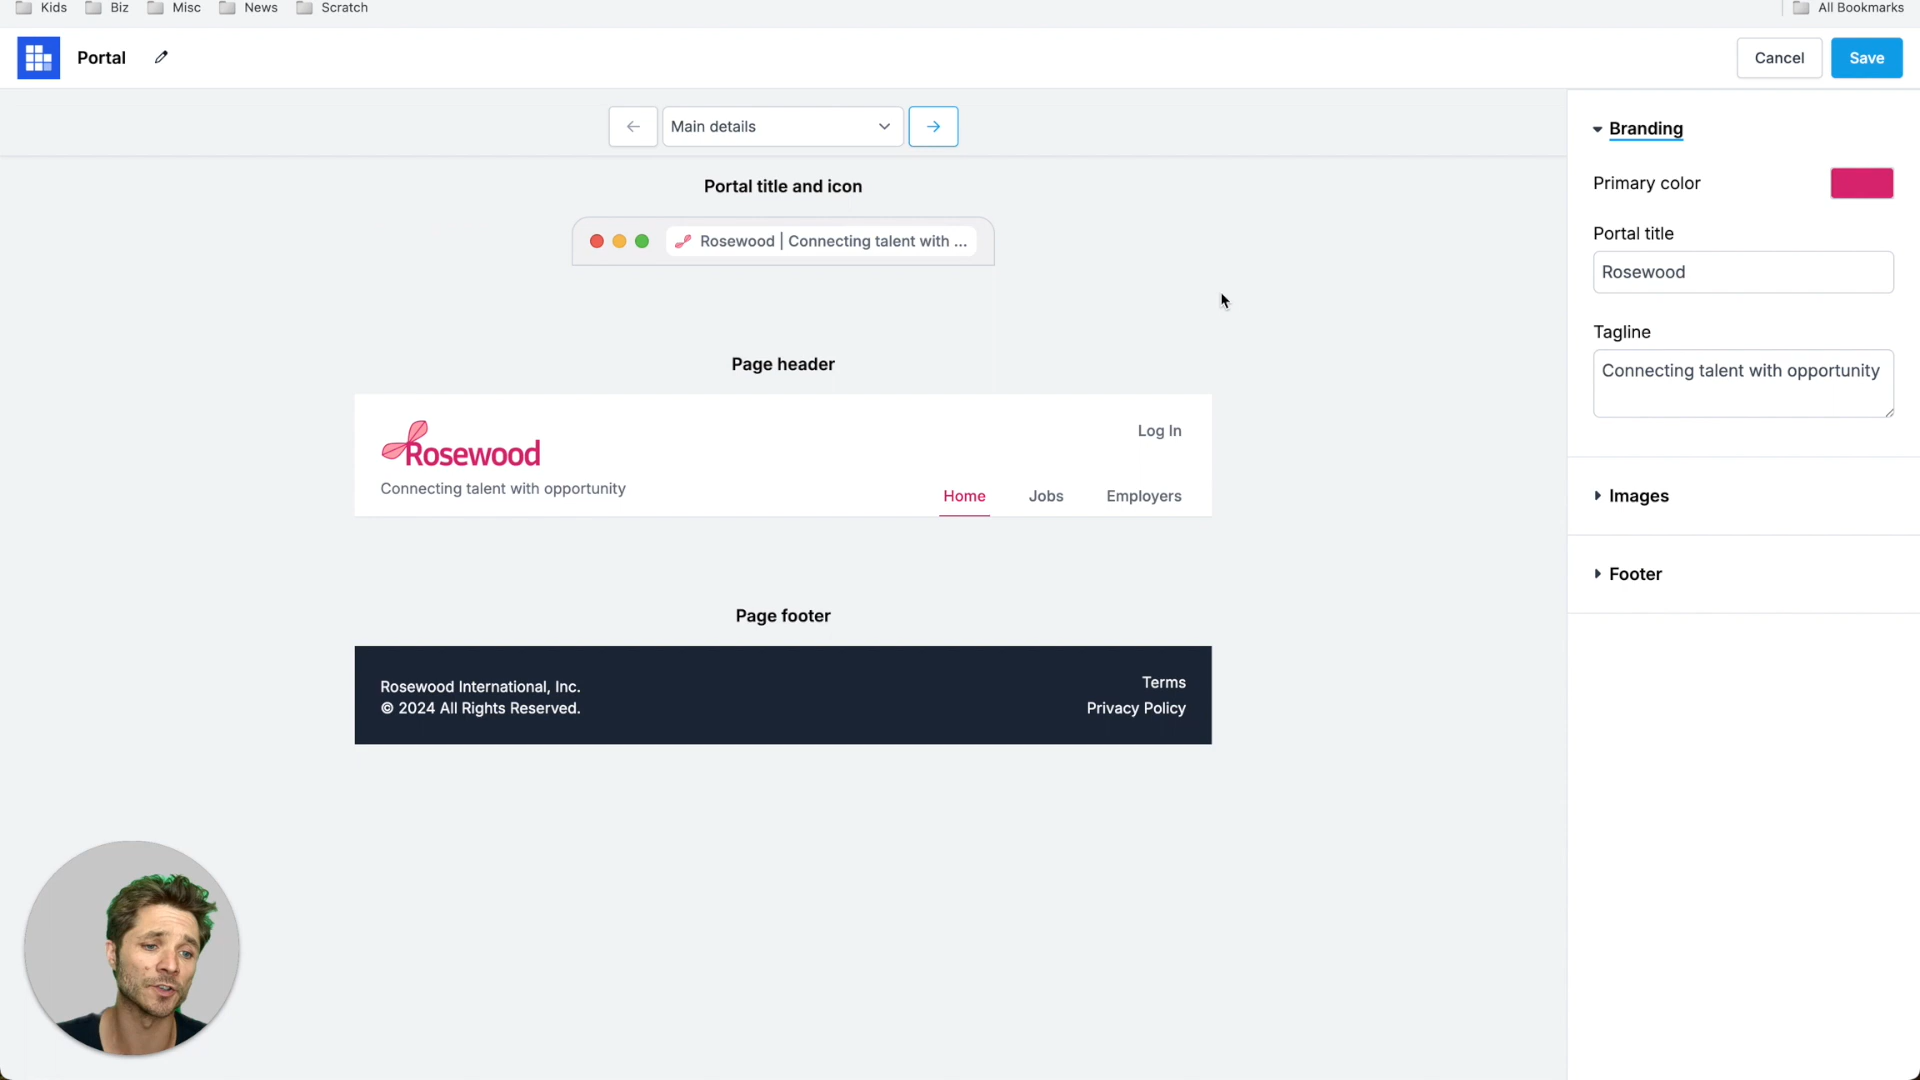 Kids
Biz
Misc
News
Scratch
All Bookmarks
Portal
Cancel
Save
Main details
Portal title and icon
Rosewood | Connecting talent with ...
Page header
Rosewood
Connecting talent with opportunity
Log In
Home
Jobs
Employers
Page footer
Rosewood International, Inc.
© 2024 All Rights Reserved.
Terms
Privacy Policy
Branding
Primary color
Portal title
Rosewood
Tagline
Connecting talent with opportunity
Images
Footer